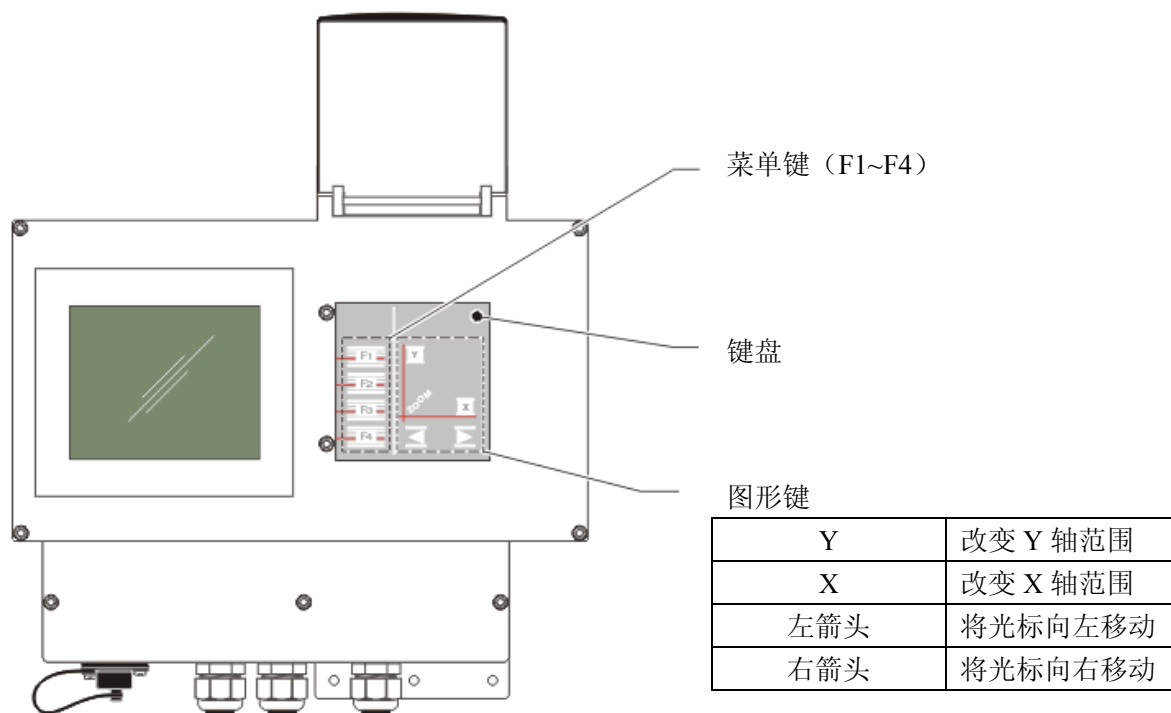 菜单键（F1~F4）
键盘
F1
Y
F2
ZOOM
F3
X
F4
图形键
Y 改变 Y 轴范围
X 改变 X 轴范围
左箭头 将光标向左移动
右箭头 将光标向右移动